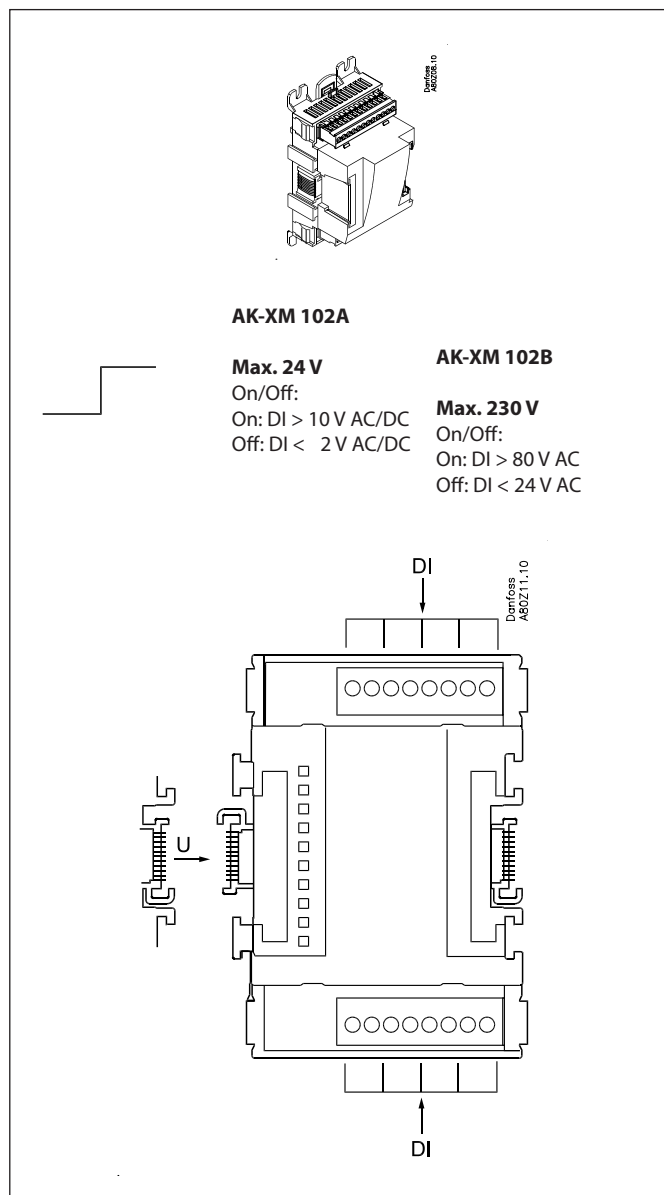 Danfoss
A80Z08.10
AK-XM 102A
Max. 24 V
On/Off:
On: DI > 10 V AC/DC
Off: DI <   2 V AC/DC
AK-XM 102B
Max. 230 V
On/Off:
On: DI > 80 V AC
Off: DI < 24 V AC
DI
Danfoss
A80Z11.10
U
DI